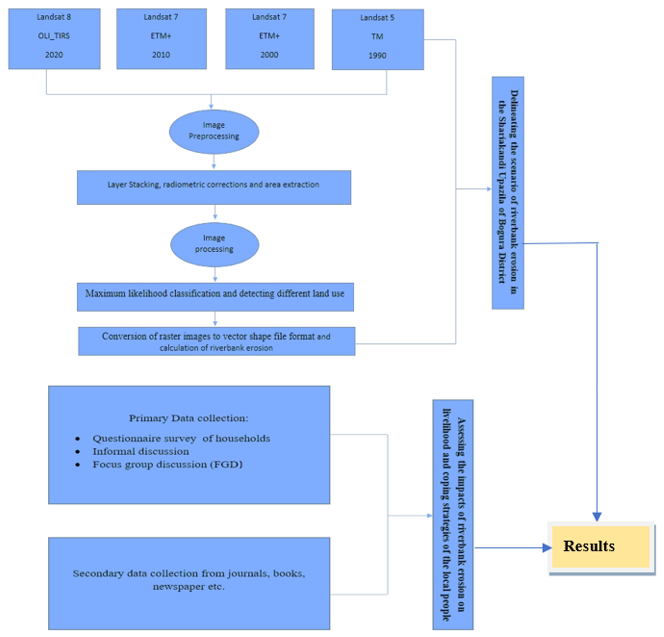 Landsat 8
OLI_TIRS
2020
Landsat 7
ETM+
2010
Landsat 7
ETM+
2000
Landsat 5
TM
1990
Image
Preprocessing
Layer Stacking, radiometric corrections and area extraction
Image
processing
Maximum likelihood classification and detecting different land use
Conversion of raster images to vector shape file format and
calculation of riverbank erosion
Delineating the scenario of riverbank erosion in
the Shariakandi Upazila of Bogura District
Primary Data collection:
• Questionnaire survey of households
• Informal discussion
• Focus group discussion (FGD)
Secondary data collection from journals, books,
newspaper etc.
Assessing the impacts of riverbank erosion on
livelihood and coping strategies of the local people
Results